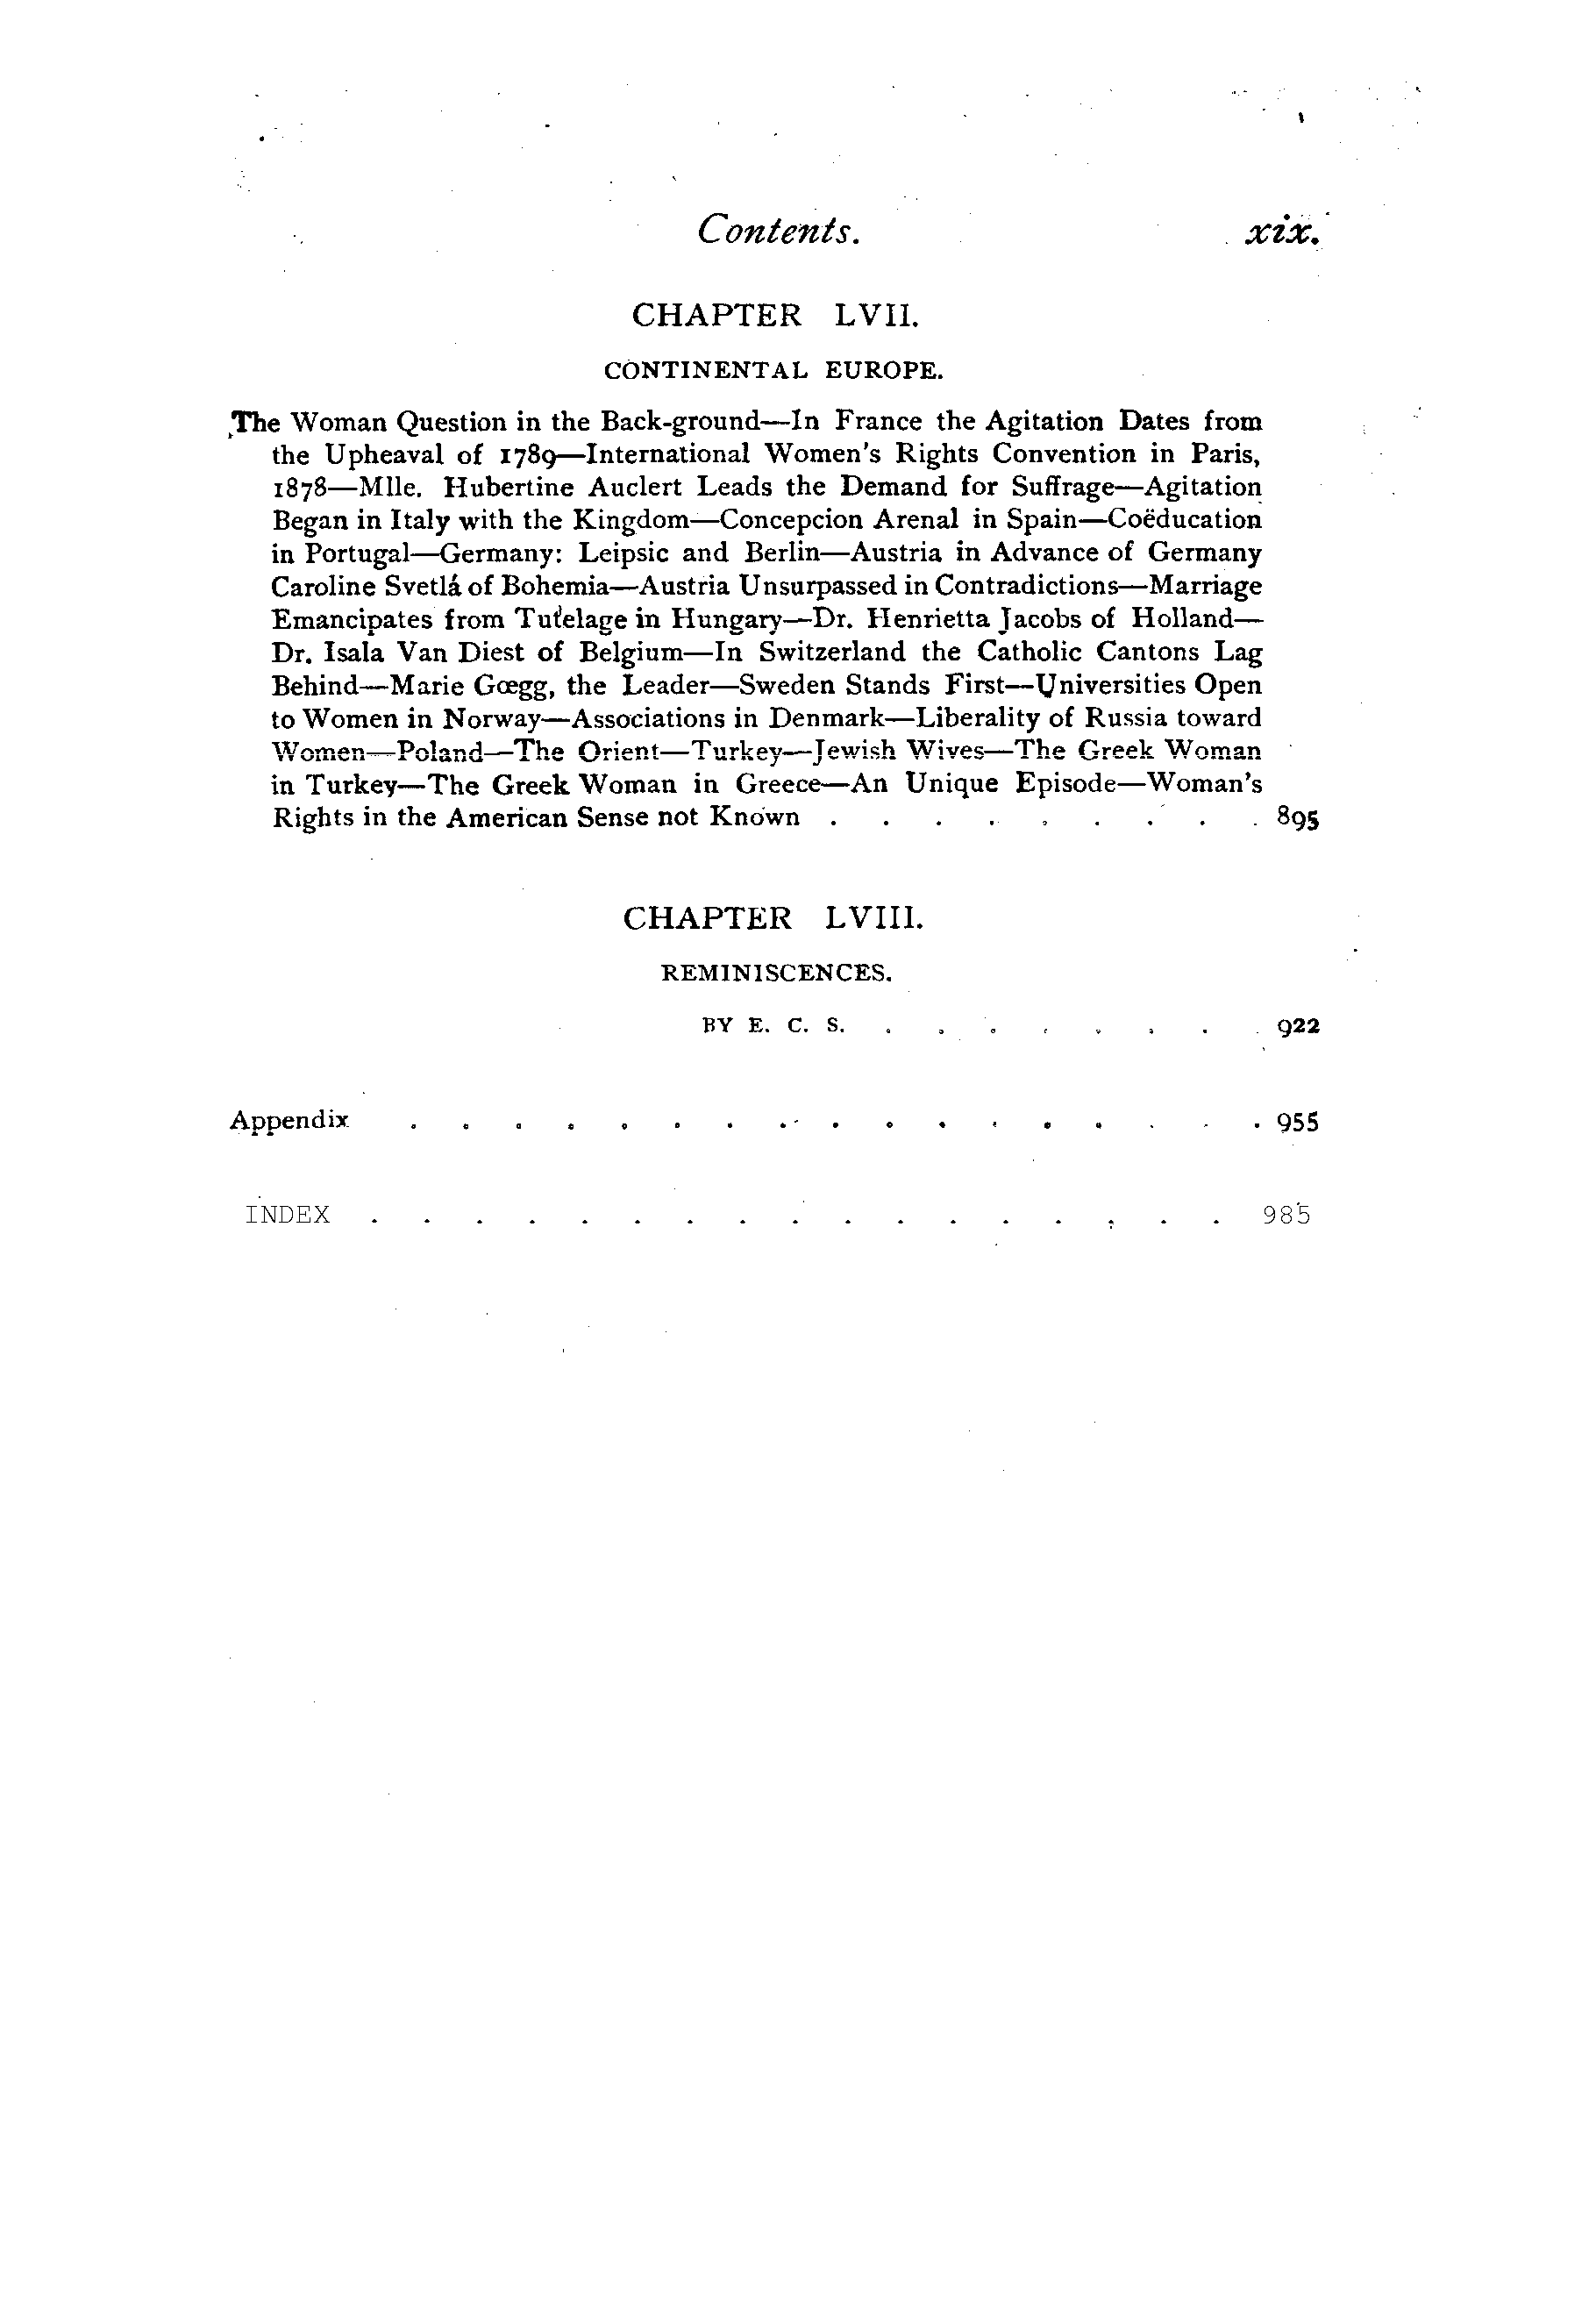 Contents. xix.
CHAPTER LVII.
CONTINENTAL EUROPE.
The Woman Question in the Back-ground—In France the Agitation Dates from
the Upheaval of 1789—International Women's Rights Convention in Paris,
1878—Mlle. Hubertine Auclert Leads the Demand for Suffrage—Agitation
Began in Italy with the Kingdom—Concepcion Arenal in Spain—Coëducation
in Portugal—Germany: Leipsic and Berlin—Austria in Advance of Germany
Caroline Svetlá of Bohemia—Austria Unsurpassed in Contradictions—Marriage
Emancipates from Tutelage in Hungary—Dr. Henrietta Jacobs of Holland—
Dr. Isala Van Diest of Belgium—In Switzerland the Catholic Cantons Lag
Behind—Marie Gœgg, the Leader—Sweden Stands First—Universities Open
to Women in Norway—Associations in Denmark—Liberality of Russia toward
Women—Poland—The Orient—Turkey—Jewish Wives—The Greek Woman
in Turkey—The Greek Woman in Greece—An Unique Episode—Woman's
Rights in the American Sense not Known . . . . . . . . . 895
CHAPTER LVIII.
REMINISCENCES.
BY E. C. S. . . . . . . . . 922
Appendix . . . . . . . . . . . . . . . . . 955
INDEX . . . . . . . . . . . . . . . . . 985